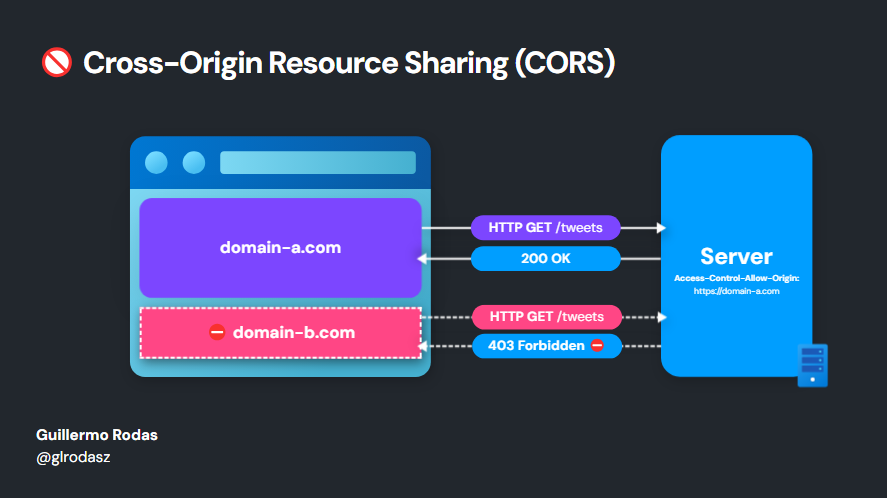 Cross-Origin Resource Sharing (CORS)
domain-a.com
HTTP GET /tweets
200 OK
Server
Access-Control-Allow-Origin:
https://domain-a.com
domain-b.com
HTTP GET /tweets
403 Forbidden
Guillermo Rodas
@glrodasz